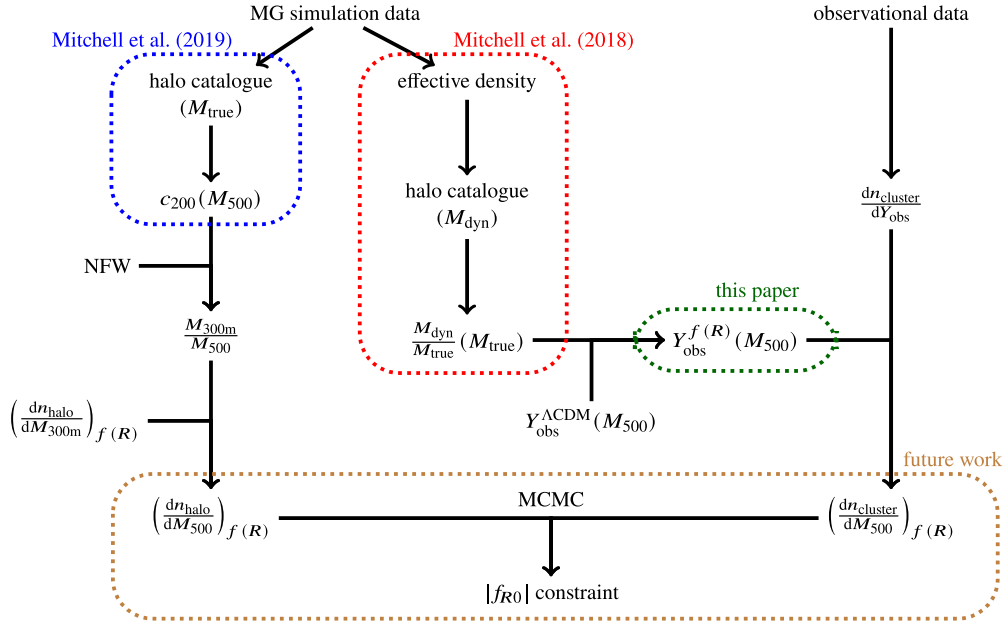 MG simulation data
observational data
Mitchell et al. (2019)
Mitchell et al. (2018)
halo catalogue
(M_true)
effective density
c_200(M_500)
halo catalogue
(M_dyn)
dn_cluster/dY_obs
NFW
this paper
M_300m/M_500
M_dyn/M_true (M_true)
Y_obs^f(R)(M_500)
(dn_halo/dM_300m)_f(R)
Y_obs^ΛCDM(M_500)
future work
(dn_halo/dM_500)_f(R)
MCMC
(dn_cluster/dM_500)_f(R)
|f_R0| constraint